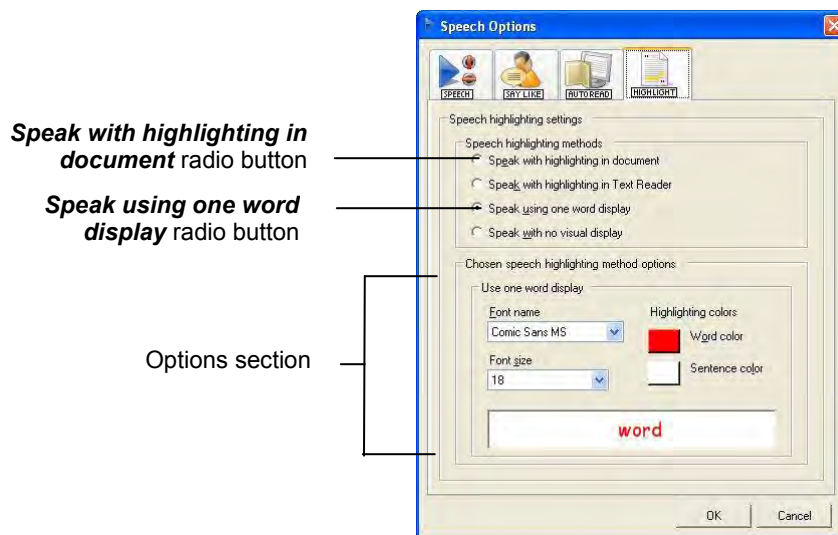 Speech Options
SPEECH
SAY LIKE
AUTOREAD
HIGHLIGHT
Speech highlighting settings
Speech highlighting methods
Speak with highlighting in document
Speak with highlighting in Text Reader
Speak using one word display
Speak with no visual display
Chosen speech highlighting method options
Use one word display
Font name
Highlighting colors
Comic Sans MS
Word color
Font size
Sentence color
18
word
OK
Cancel
Speak with highlighting in
document radio button
Speak using one word
display radio button
Options section